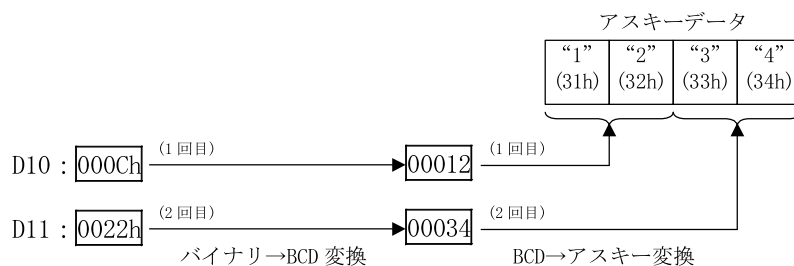 アスキーデータ
“1” “2” “3” “4”
(31h) (32h) (33h) (34h)
D10：000Ch (1回目) 00012 (1回目)
D11：0022h (2回目) 00034 (2回目)
バイナリ→BCD変換 BCD→アスキー変換